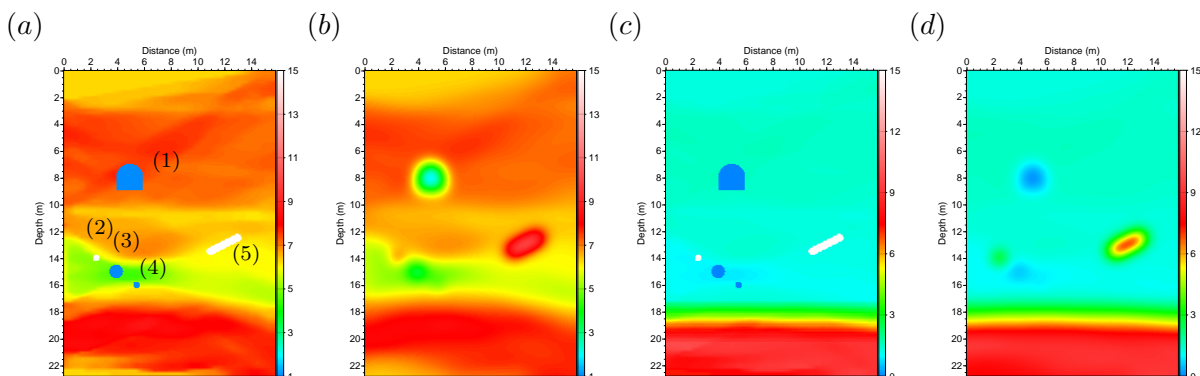 (a) (b) (c) (d)
Distance (m) Distance (m) Distance (m) Distance (m)
0 2 4 6 8 10 12 14 0 2 4 6 8 10 12 14 0 2 4 6 8 10 12 14 0 2 4 6 8 10 12 14
0 15 0 15 0 15 0 15
2 2 2 2
13 13
4 4 12 4 12
4
11 11
6 (1) 6 6 6
8 9 8 9 8 9 8 9
Depth (m) Depth (m) Depth (m) Depth (m)
10 10 10 10
12 (2) (3) 7 12 7 12 6 12 6
14 (5) 14 14 14
(4) 5 5
16 16 16 16
18 18 3 18 3
18
20 3 20 3 20 20
22 1 22 1 22 0 22 0